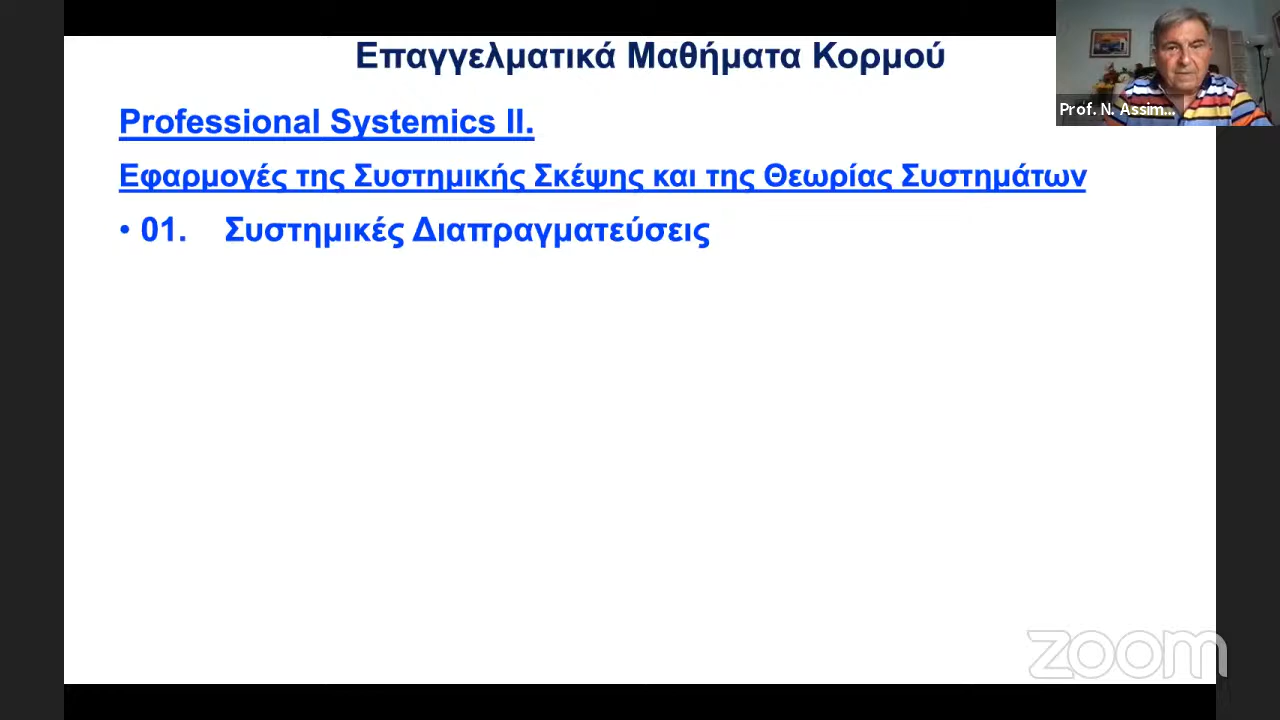 Επαγγελματικά Μαθήματα Κορμού
Prof. N. Assim...
Professional Systemics II.
Εφαρμογές της Συστημικής Σκέψης και της Θεωρίας Συστημάτων
• 01. Συστημικές Διαπραγματεύσεις
zoom